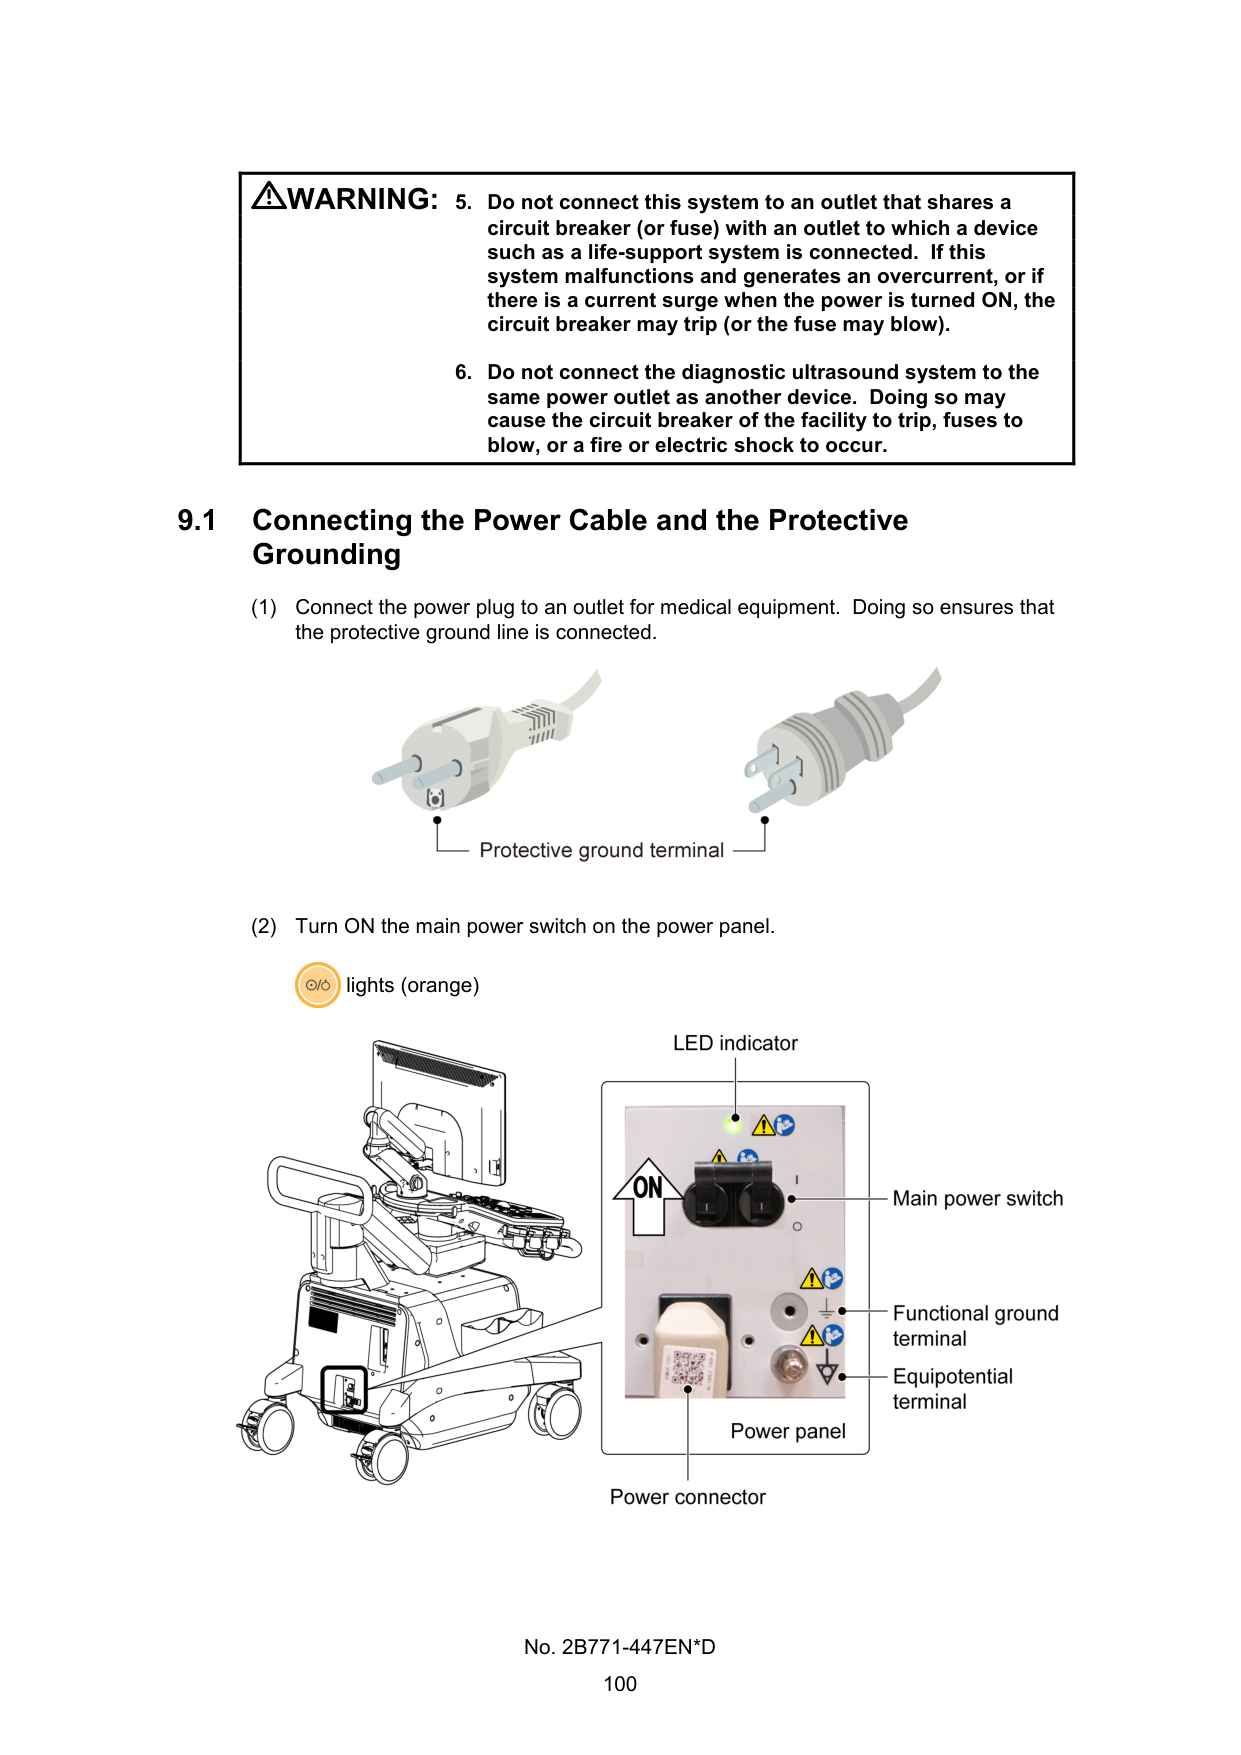 ⚠WARNING: 5. Do not connect this system to an outlet that shares a
circuit breaker (or fuse) with an outlet to which a device
such as a life-support system is connected. If this
system malfunctions and generates an overcurrent, or if
there is a current surge when the power is turned ON, the
circuit breaker may trip (or the fuse may blow).
6. Do not connect the diagnostic ultrasound system to the
same power outlet as another device. Doing so may
cause the circuit breaker of the facility to trip, fuses to
blow, or a fire or electric shock to occur.
9.1 Connecting the Power Cable and the Protective
Grounding
(1) Connect the power plug to an outlet for medical equipment. Doing so ensures that
the protective ground line is connected.
Protective ground terminal
(2) Turn ON the main power switch on the power panel.
lights (orange)
LED indicator
ON
Main power switch
Functional ground
terminal
Equipotential
terminal
Power panel
Power connector
No. 2B771-447EN*D
100